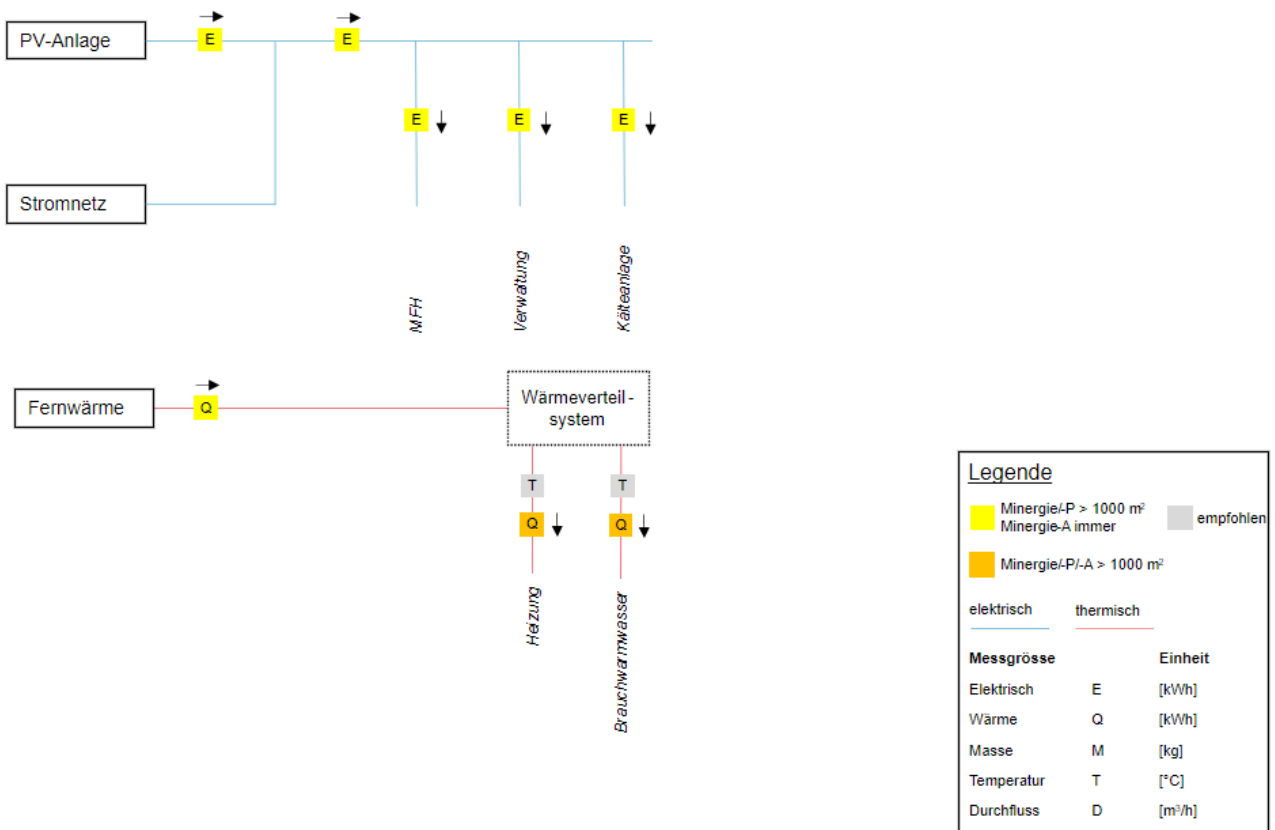 PV-Anlage
E
E
E
E
E
Stromnetz
MFH
Verwaltung
Kälteanlage
Fernwärme
Q
Wärmeverteil-
system
T
T
Q
Q
Heizung
Brauchwarmwasser
Legende
Minergie/-P > 1000 m²
Minergie-A immer
empfohlen
Minergie/-P/-A > 1000 m²
elektrisch thermisch
Messgrösse Einheit
Elektrisch E [kWh]
Wärme Q [kWh]
Masse M [kg]
Temperatur T [°C]
Durchfluss D [m³/h]